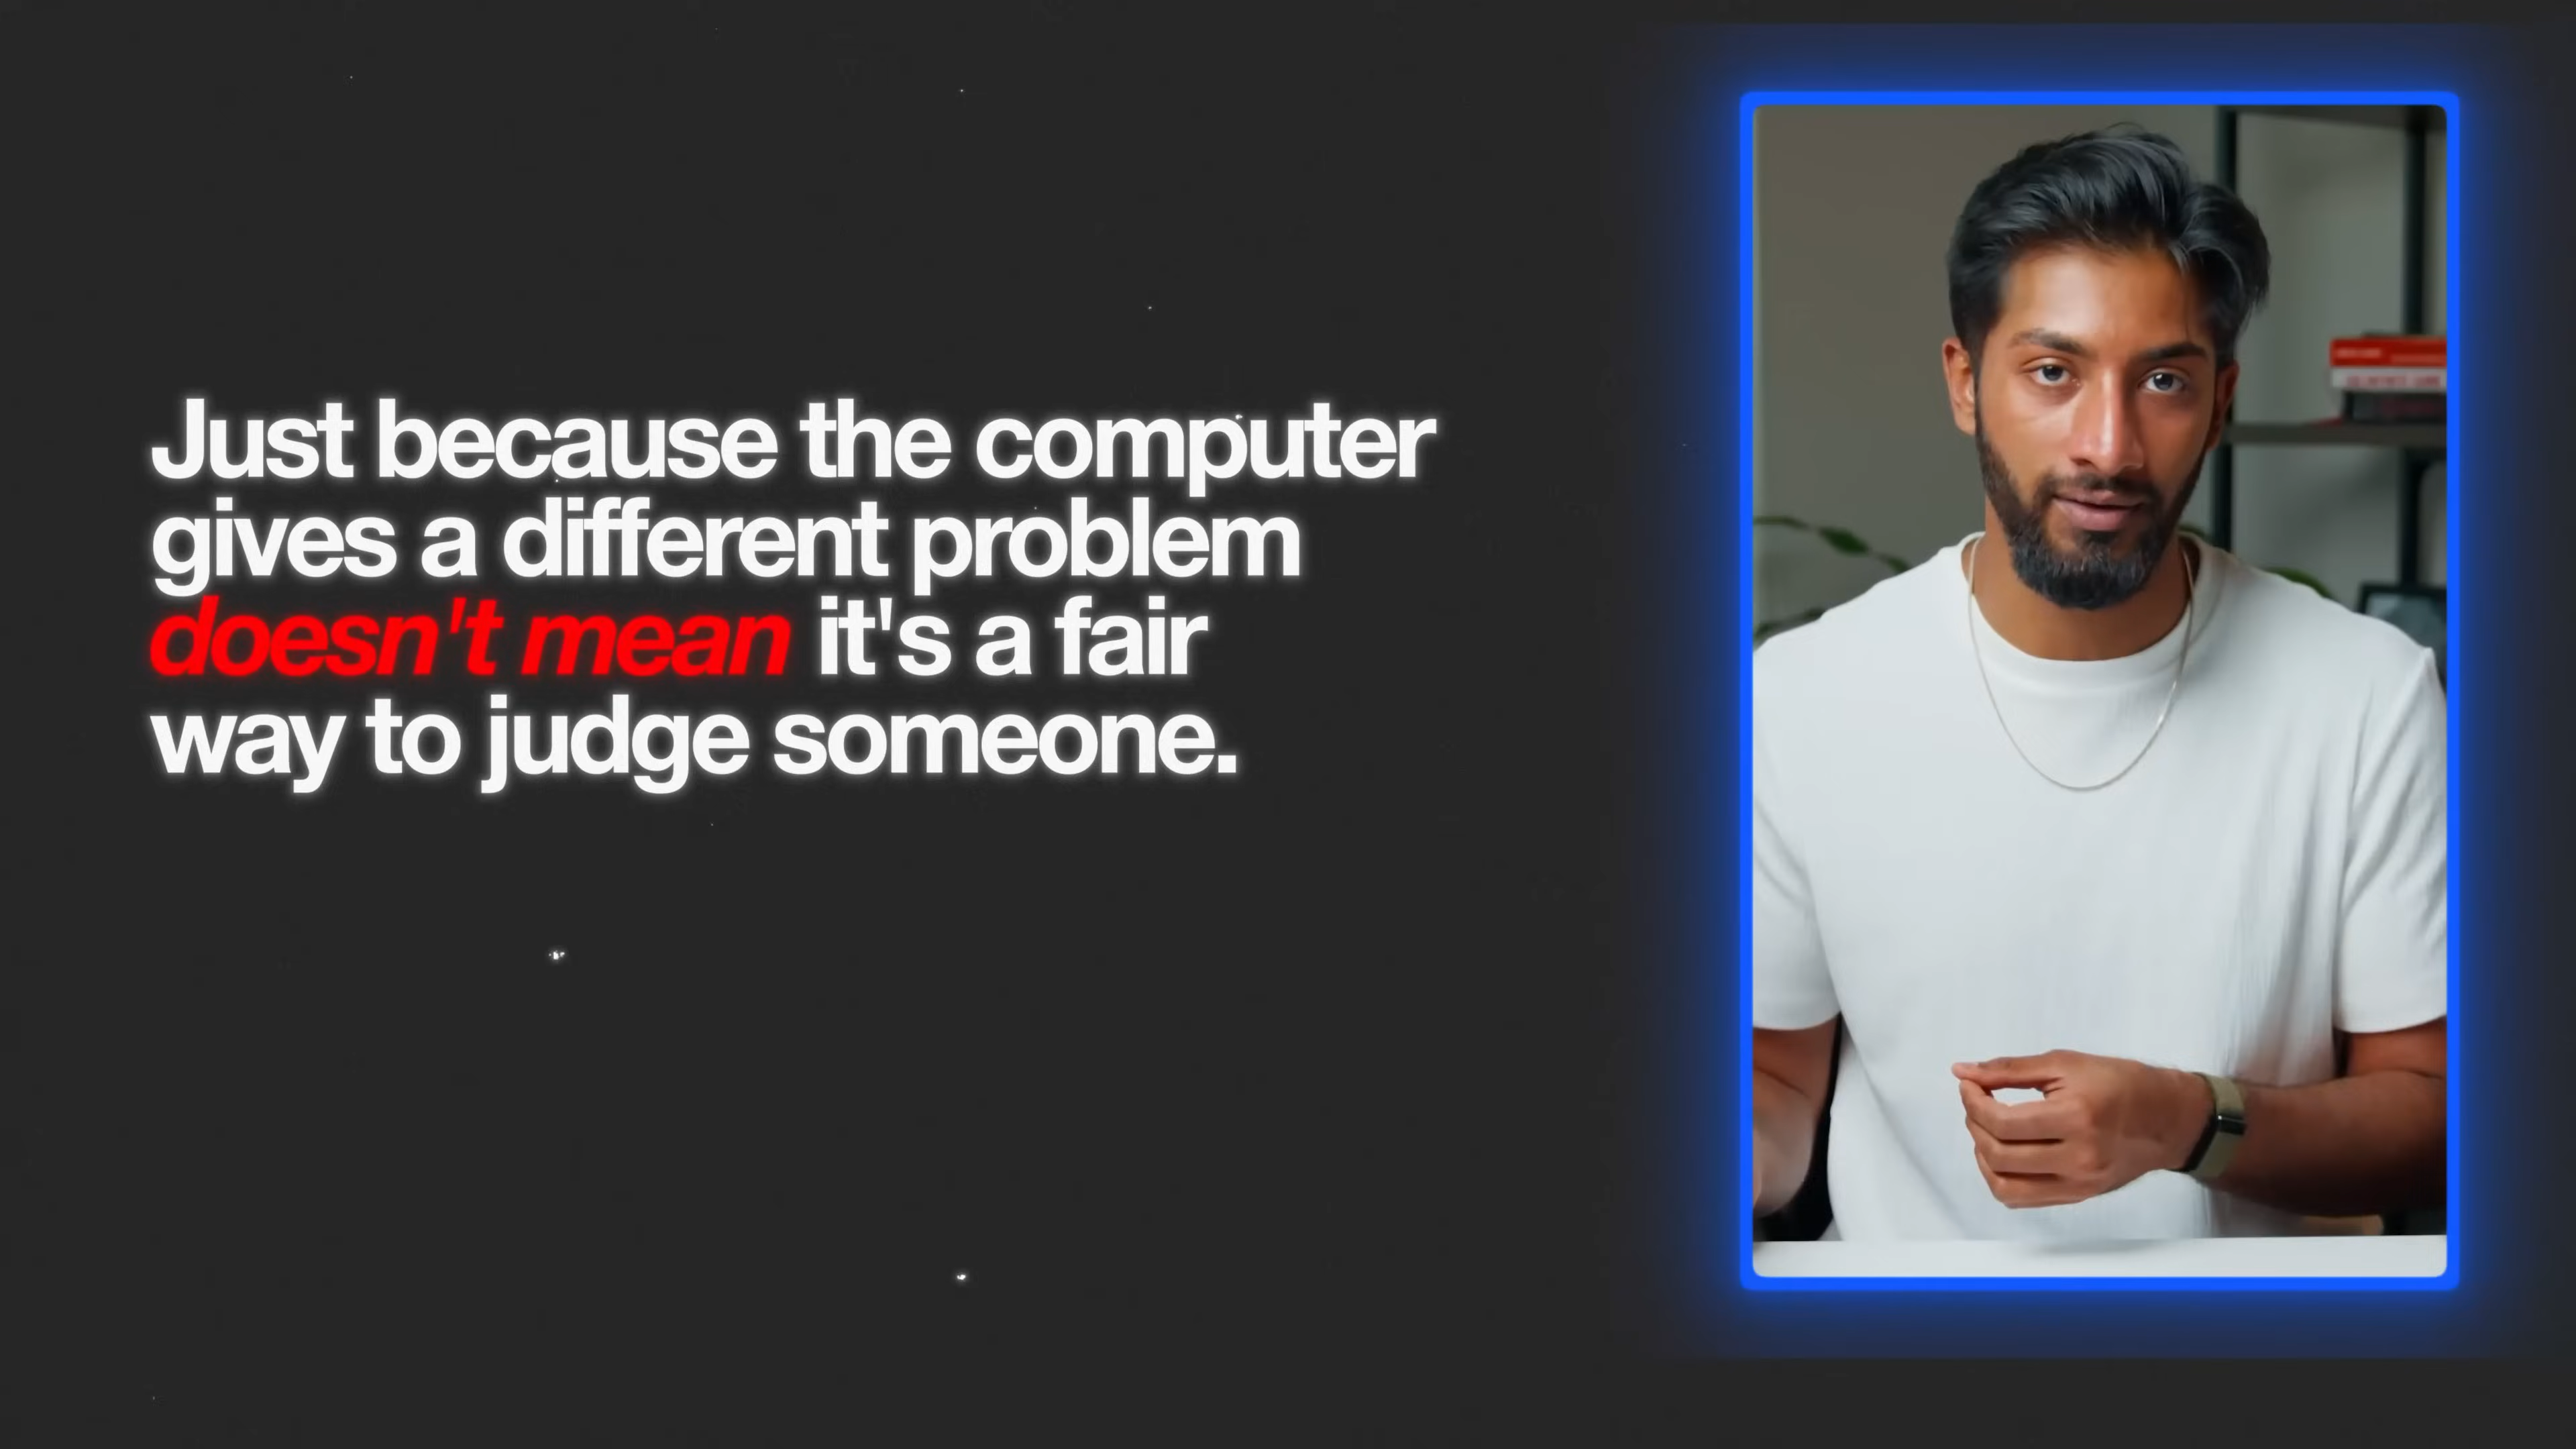 Just because the computer
gives a different problem
doesn't mean it's a fair
way to judge someone.